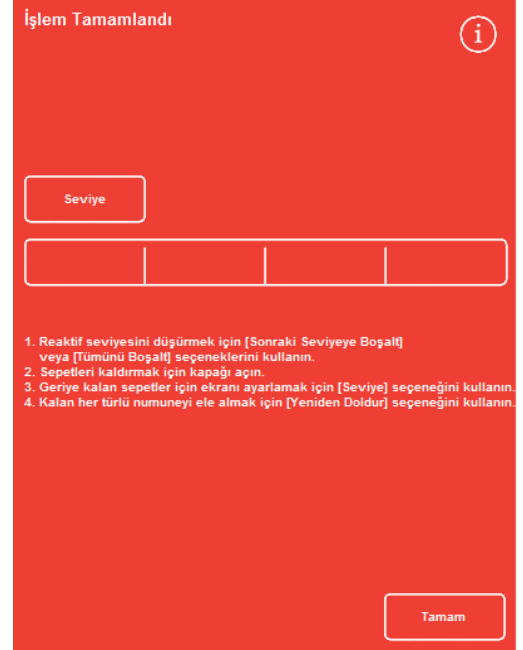 İşlem Tamamlandı
i
Seviye
1. Reaktif seviyesini düşürmek için [Sonraki Seviyeye Boşalt]
veya [Tümünü Boşalt] seçeneklerini kullanın.
2. Sepetleri kaldırmak için kapağı açın.
3. Geriye kalan sepetler için ekranı ayarlamak için [Seviye] seçeneğini kullanın.
4. Kalan her türlü numuneyi ele almak için [Yeniden Doldur] seçeneğini kullanın.
Tamam